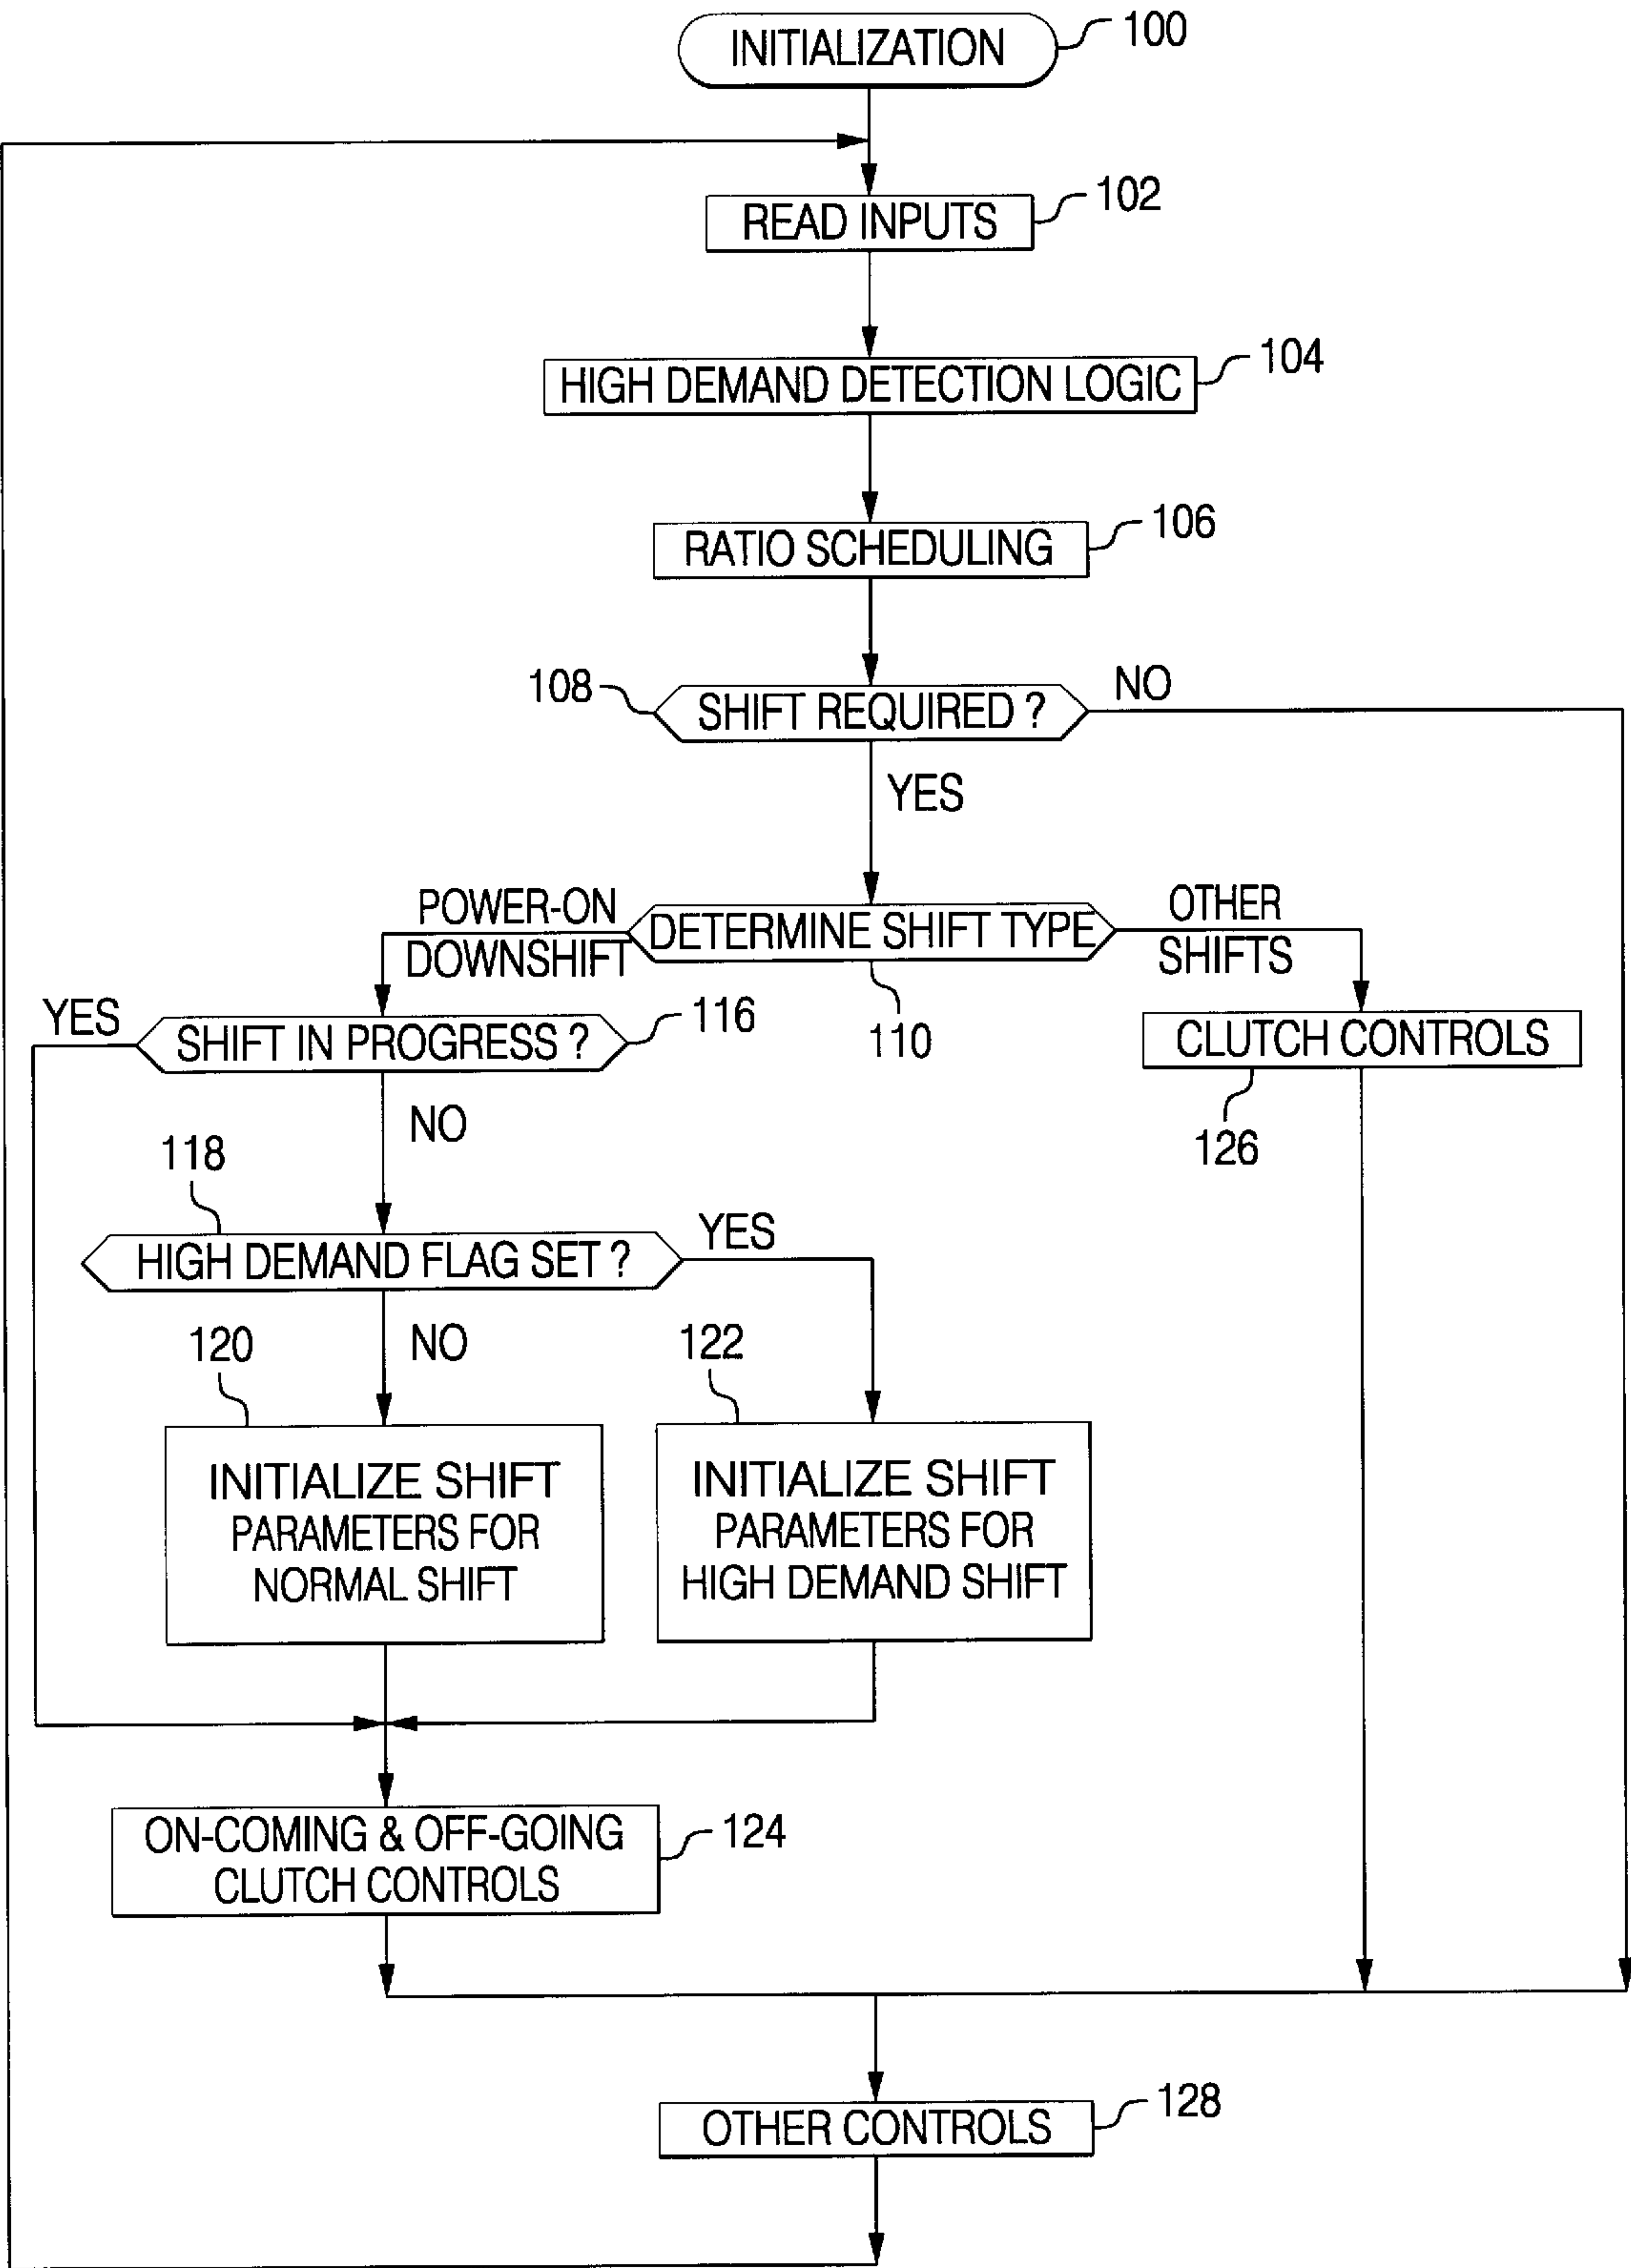 INITIALIZATION
100
READ INPUTS
102
HIGH DEMAND DETECTION LOGIC
104
RATIO SCHEDULING
106
108
SHIFT REQUIRED ?
NO
YES
POWER-ON
DOWNSHIFT
DETERMINE SHIFT TYPE
110
OTHER
SHIFTS
YES
SHIFT IN PROGRESS ?
116
CLUTCH CONTROLS
126
NO
118
HIGH DEMAND FLAG SET ?
YES
NO
120
122
INITIALIZE SHIFT
PARAMETERS FOR
NORMAL SHIFT
INITIALIZE SHIFT
PARAMETERS FOR
HIGH DEMAND SHIFT
ON-COMING & OFF-GOING
CLUTCH CONTROLS
124
OTHER CONTROLS
128